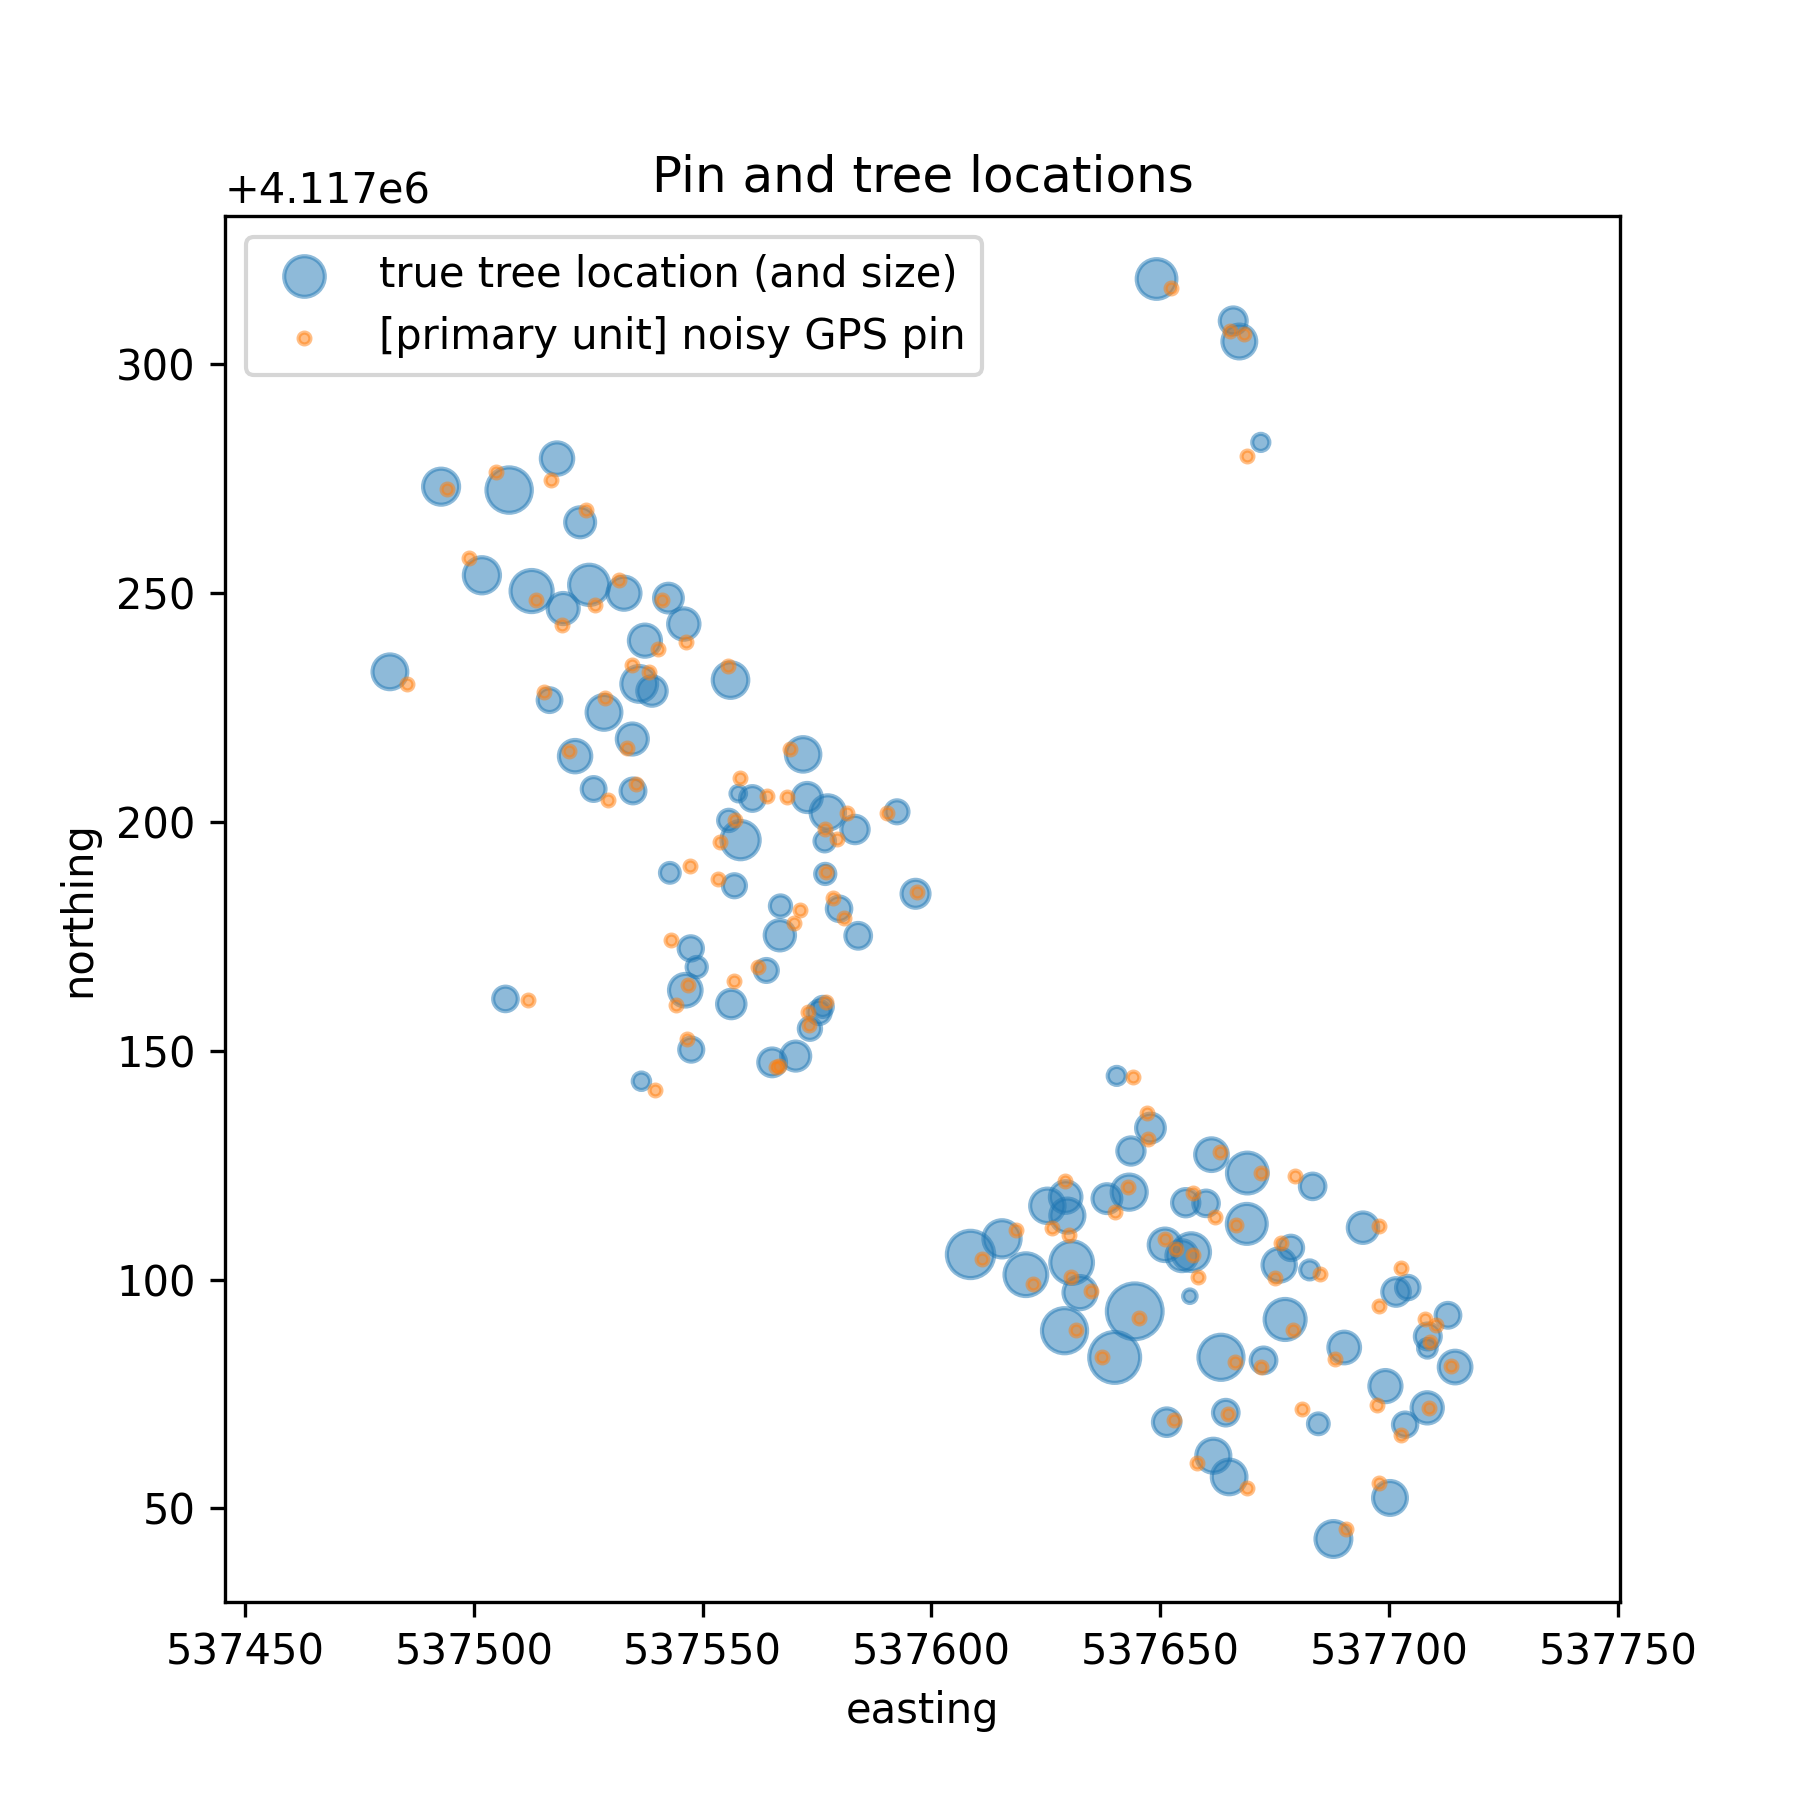 Pin and tree locations
+4.117e6
true tree location (and size)
[primary unit] noisy GPS pin
300
250
200
150
100
50
northing
537450 537500 537550 537600 537650 537700 537750
easting